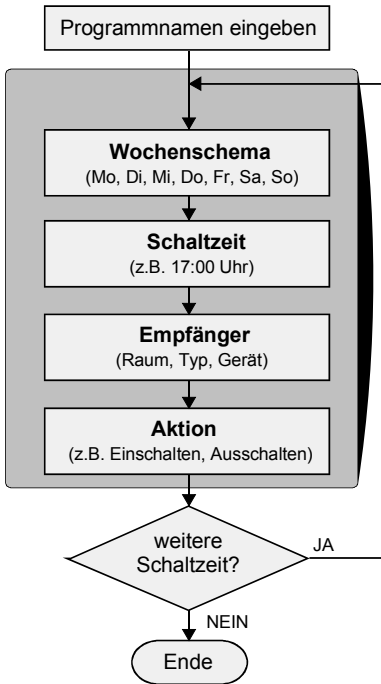 Programmnamen eingeben
Wochenschema
(Mo, Di, Mi, Do, Fr, Sa, So)
Schaltzeit
(z.B. 17:00 Uhr)
Empfänger
(Raum, Typ, Gerät)
Aktion
(z.B. Einschalten, Ausschalten)
weitere
Schaltzeit?
JA
NEIN
Ende